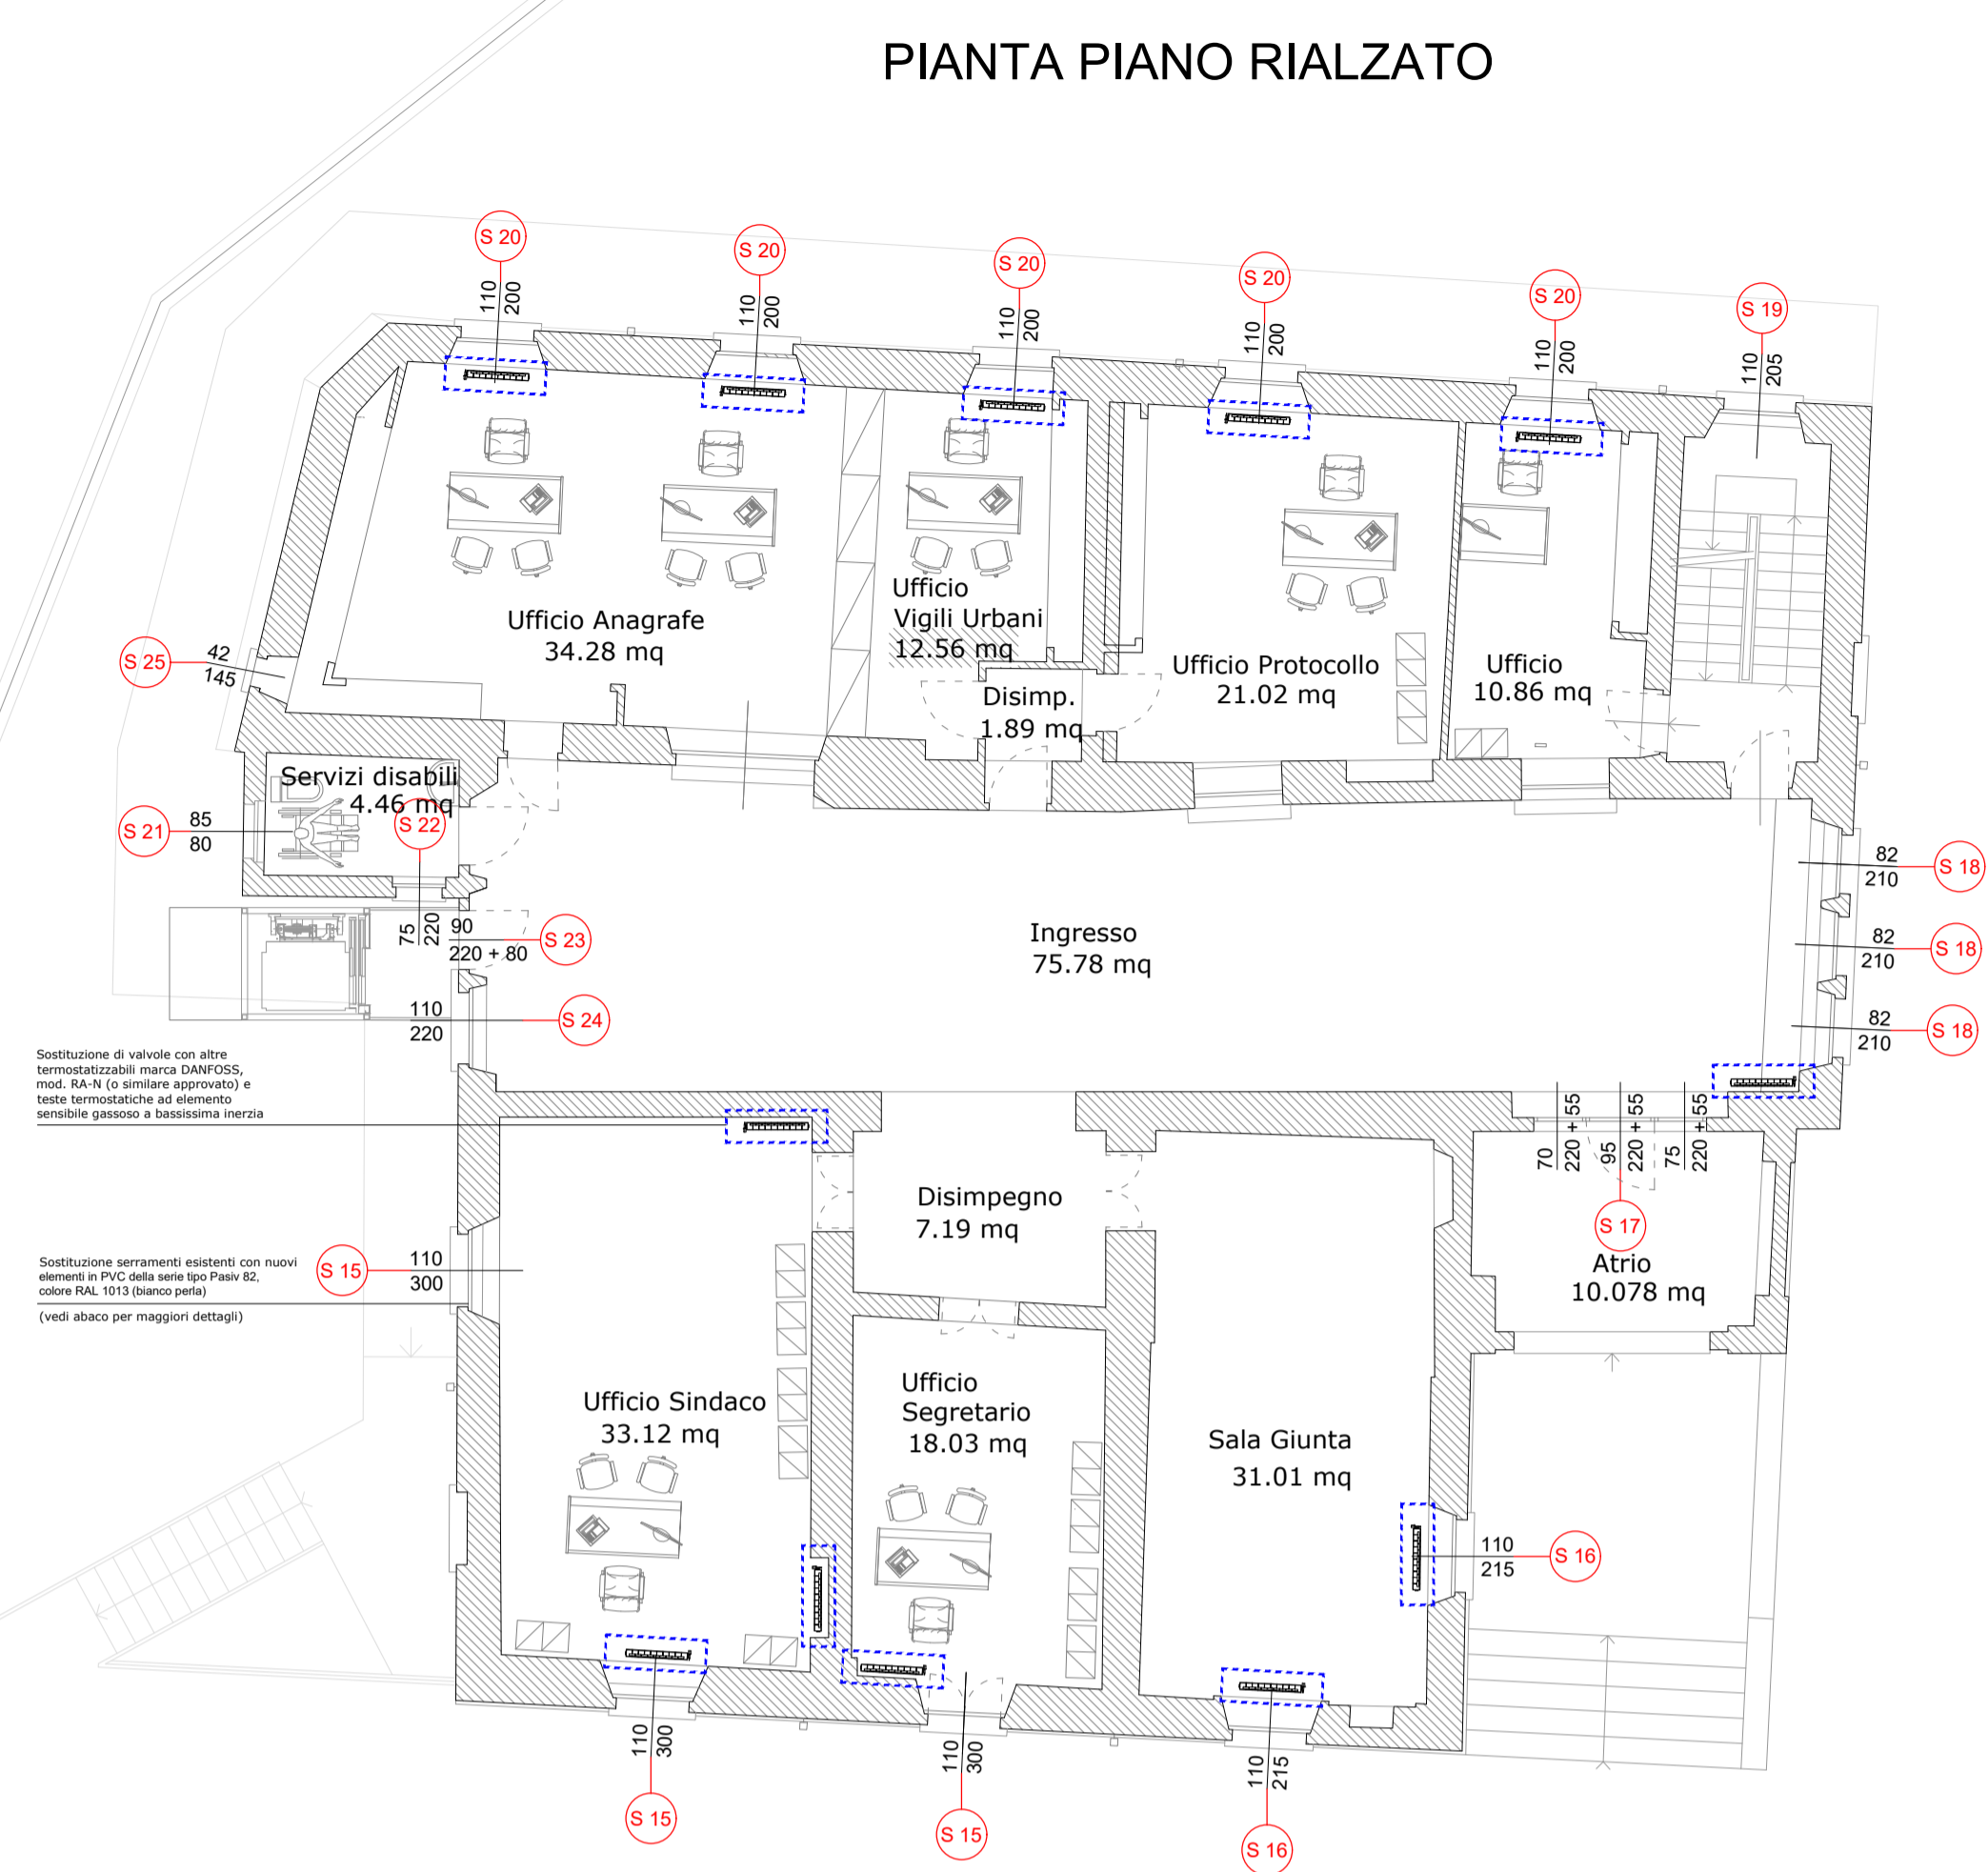 PIANTA PIANO RIALZATO
S 20
110
200
S 20
110
200
S 20
110
200
S 20
110
200
S 20
110
200
S 19
110
205
Ufficio Anagrafe
34.28 mq
Ufficio
Vigili Urbani
12.56 mq
Disimp.
1.89 mq
Ufficio Protocollo
21.02 mq
Ufficio
10.86 mq
S 25
42
145
Servizi disabili
4.46 mq
S 21
85
80
S 22
75
220
90
220 + 80
S 23
110
220
S 24
Ingresso
75.78 mq
82
210
S 18
82
210
S 18
82
210
S 18
Sostituzione di valvole con altre
termostatizzabili marca DANFOSS,
mod. RA-N (o similare approvato) e
teste termostatiche ad elemento
sensibile gassoso a bassissima inerzia
70
220 + 55
95
220 + 55
75
220 + 55
S 17
Disimpegno
7.19 mq
Atrio
10.078 mq
Sostituzione serramenti esistenti con nuovi
elementi in PVC della serie tipo Pasiv 82,
colore RAL 1013 (bianco perla)
(vedi abaco per maggiori dettagli)
S 15
110
300
Ufficio Sindaco
33.12 mq
Ufficio
Segretario
18.03 mq
Sala Giunta
31.01 mq
110
215
S 16
110
300
S 15
110
300
S 15
110
215
S 16